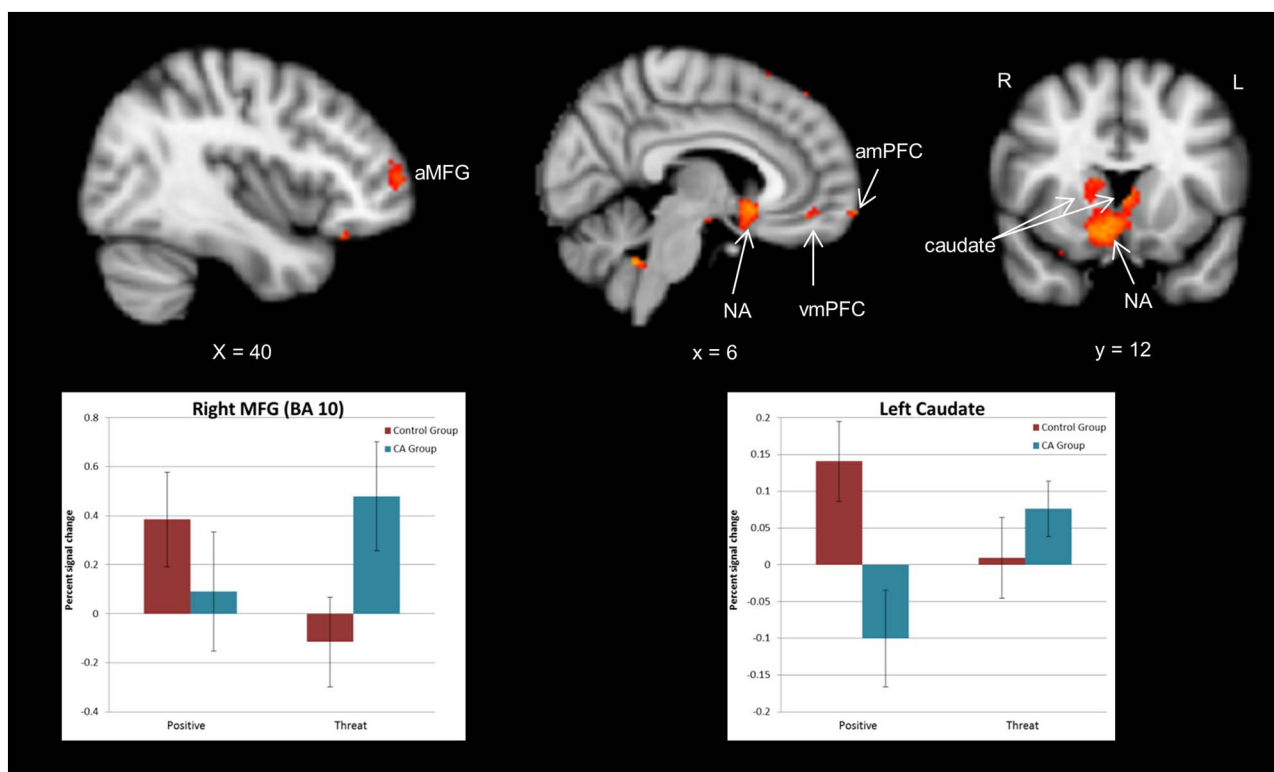 aMFG
X = 40
amPFC
NA
vmPFC
x = 6
R
L
caudate
NA
y = 12
Right MFG (BA 10)
Control Group
CA Group
Percent signal change
0.8
0.6
0.4
0.2
0
-0.2
-0.4
Positive
Threat
Left Caudate
Control Group
CA Group
Percent signal change
0.2
0.15
0.1
0.05
0
-0.05
-0.1
-0.15
-0.2
Positive
Threat